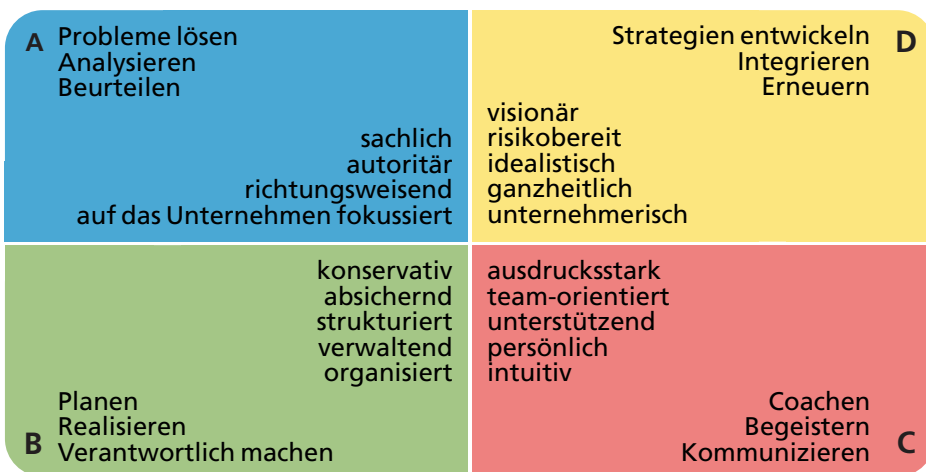 A
Probleme lösen
Analysieren
Beurteilen
sachlich
autoritär
richtungsweisend
auf das Unternehmen fokussiert
Strategien entwickeln
D
Integrieren
Erneuern
visionär
risikobereit
idealistisch
ganzheitlich
unternehmerisch
konservativ
absichernd
strukturiert
verwaltend
organisiert
Planen
Realisieren
B
Verantwortlich machen
ausdrucksstark
team-orientiert
unterstützend
persönlich
intuitiv
Coachen
Begeistern
Kommunizieren
C